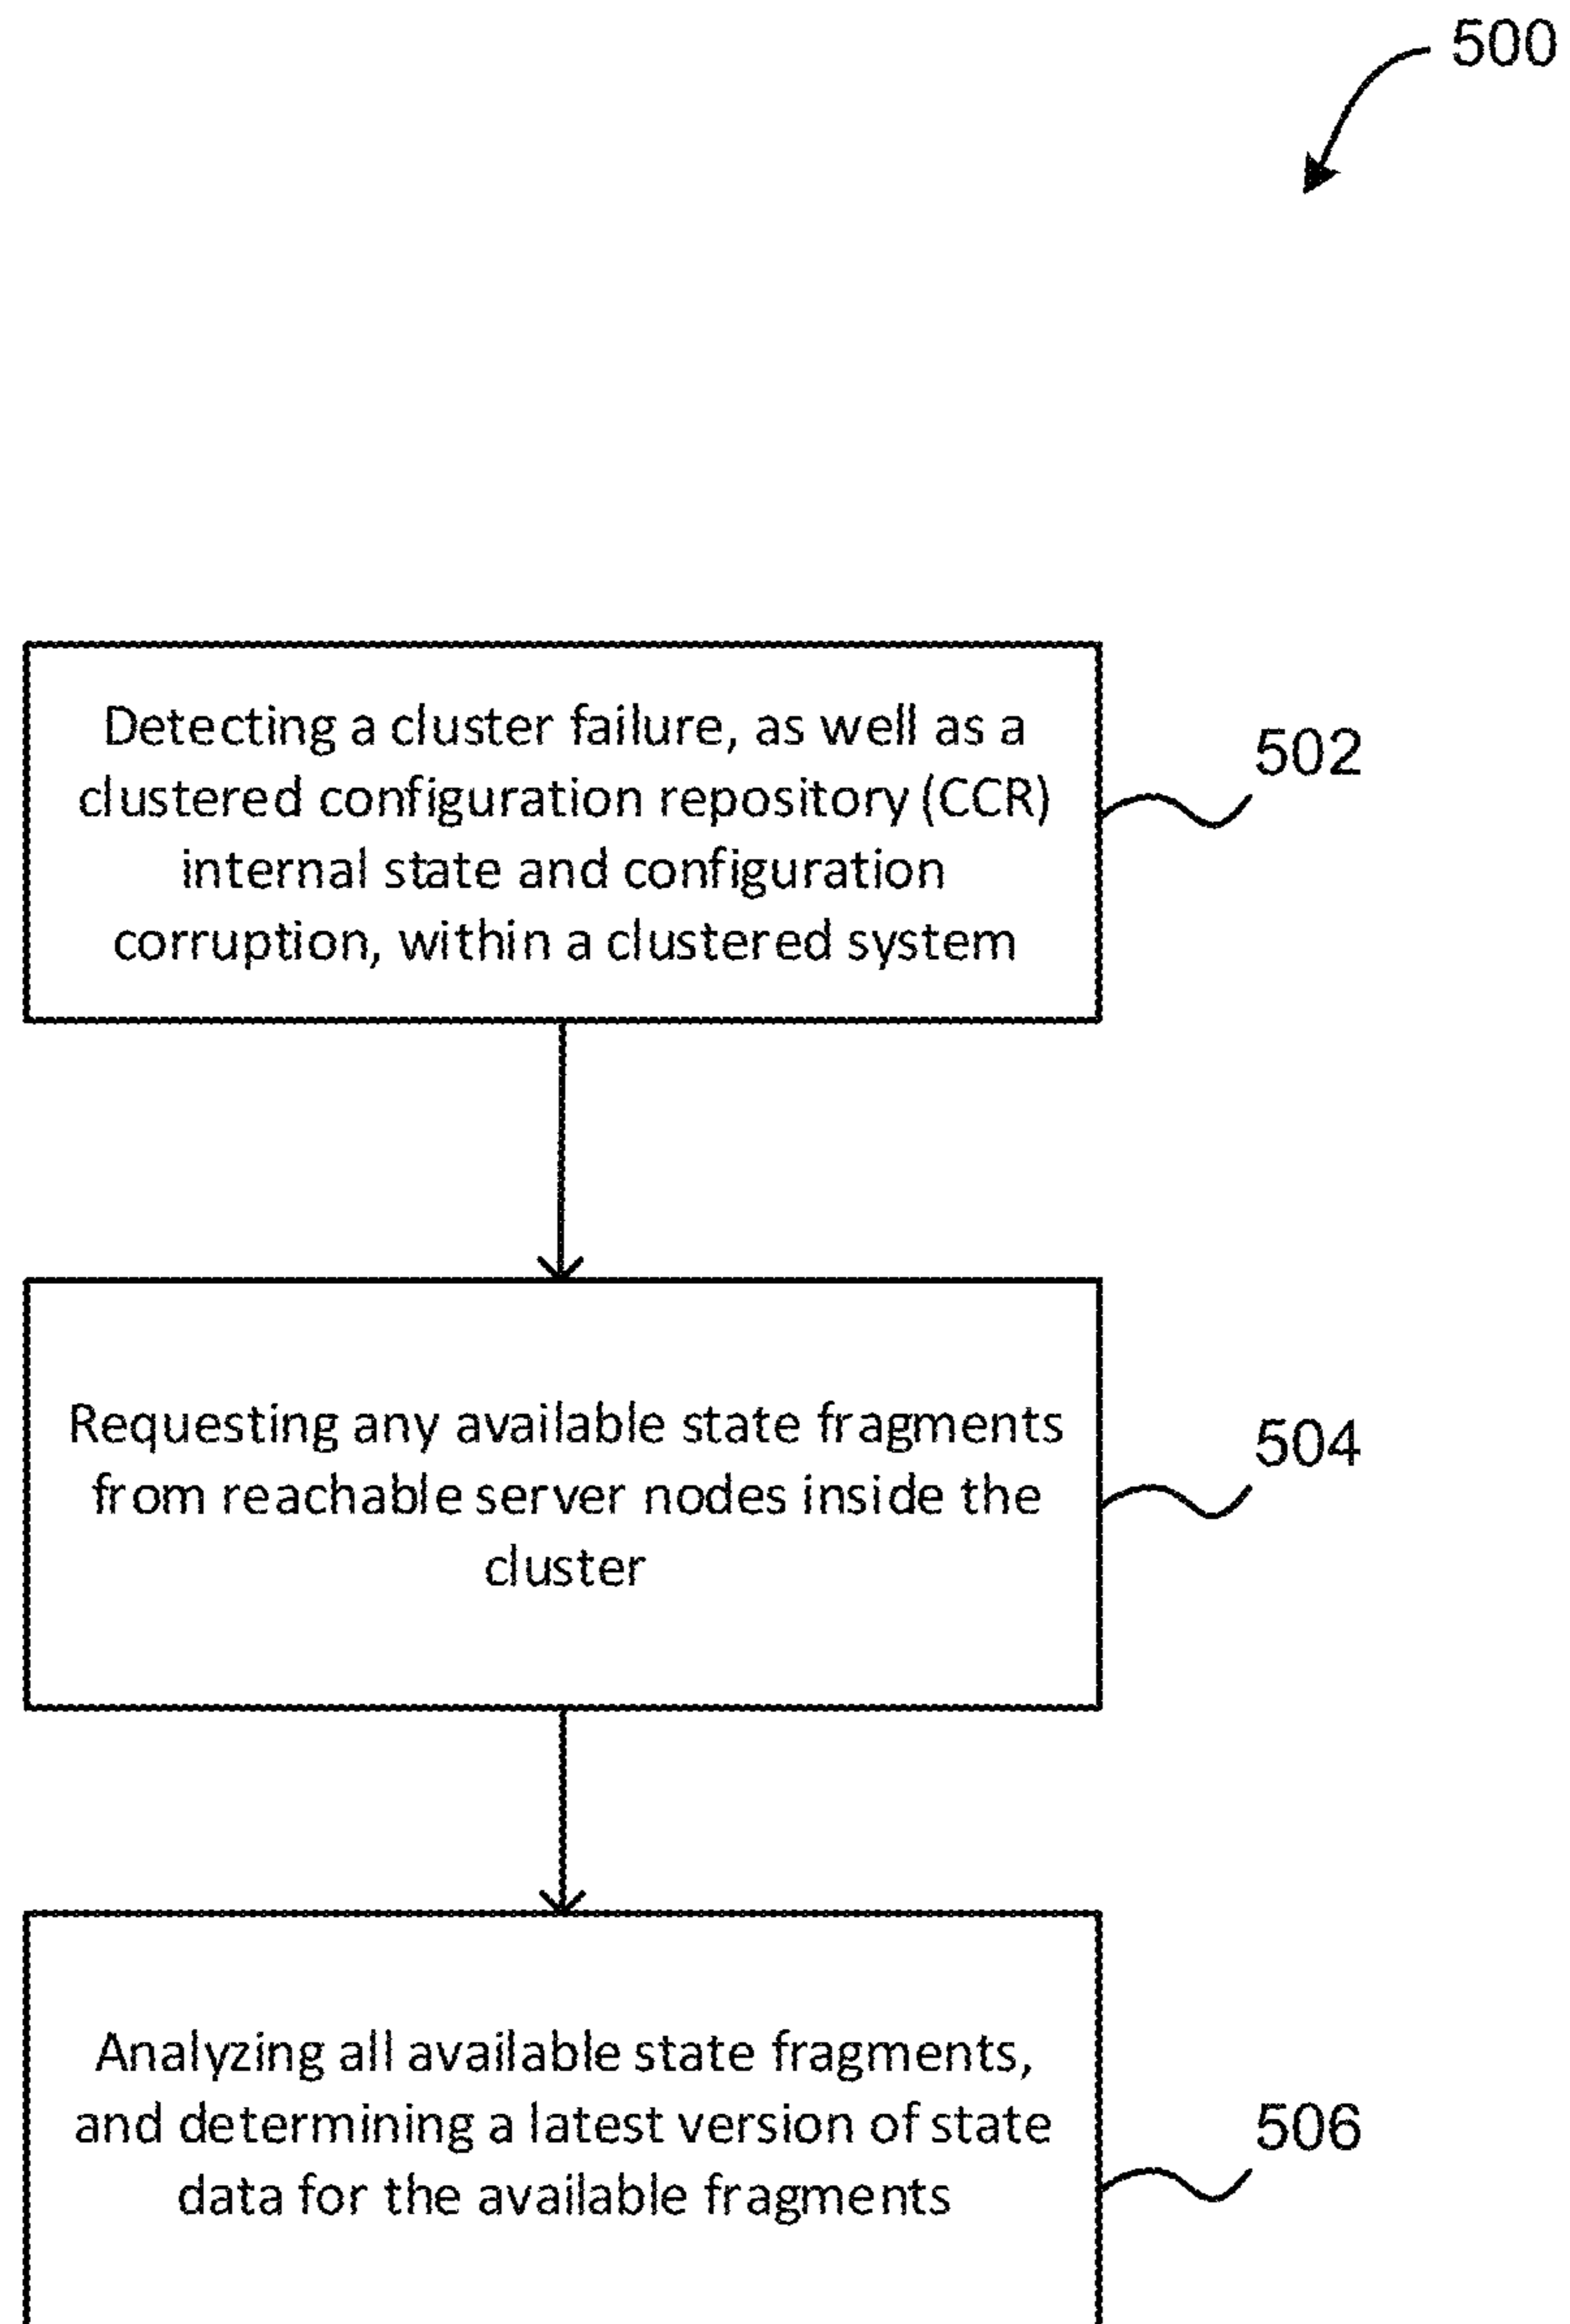 500
Detecting a cluster failure, as well as a
clustered configuration repository (CCR)
internal state and configuration
corruption, within a clustered system
502
Requesting any available state fragments
from reachable server nodes inside the
cluster
504
Analyzing all available state fragments,
and determining a latest version of state
data for the available fragments
506